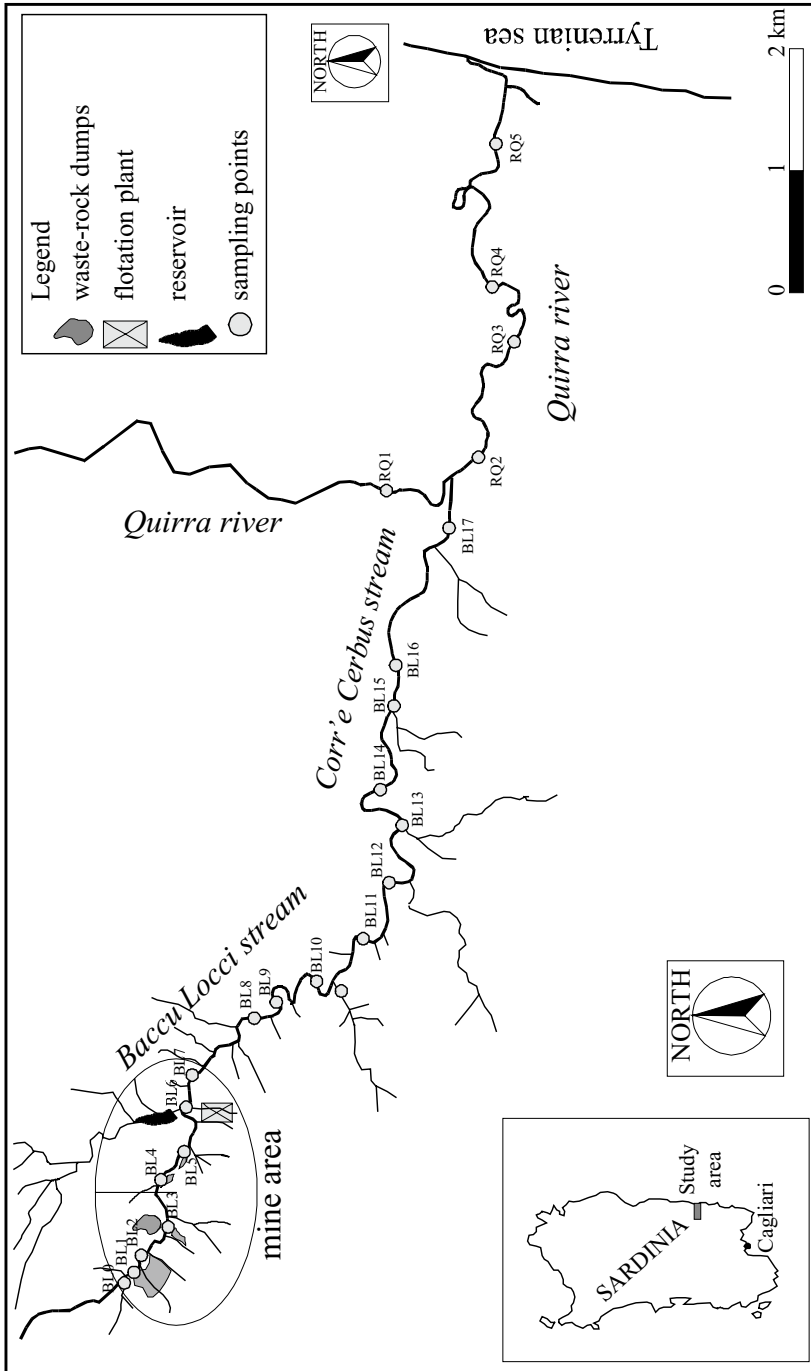 Legend
waste-rock dumps
flotation plant
reservoir
sampling points
NORTH
Tyrrenian sea
Quirra river
RQ1
RQ2
RQ3
RQ4
RQ5
Quirra river
Corr'e Cerbus stream
Baccu Locci stream
mine area
BL0
BL1
BL2
BL3
BL4
BL5
BL6
BL7
BL8
BL9
BL10
BL11
BL12
BL13
BL14
BL15
BL16
BL17
NORTH
SARDINIA
Study
area
Cagliari
0
1
2 km